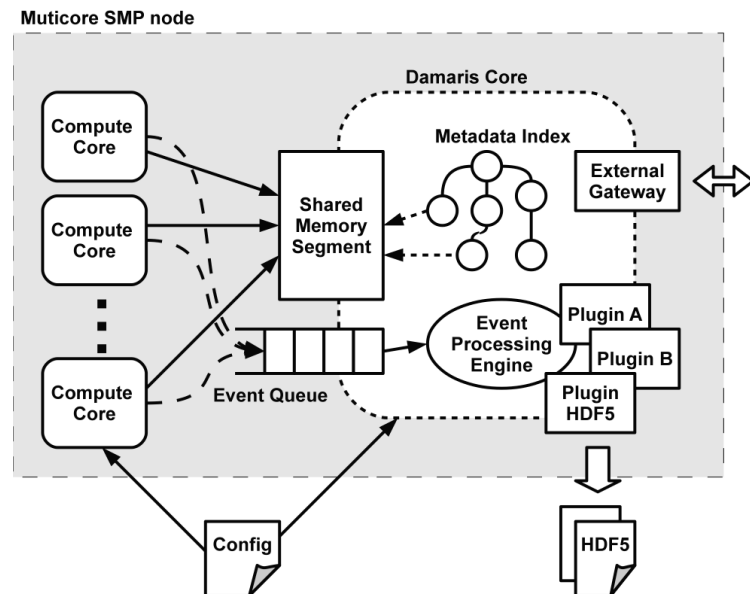 Muticore SMP node
Damaris Core
Compute
Core
Metadata Index
External
Gateway
Shared
Memory
Segment
Compute
Core
Plugin A
Event
Processing
Engine
Plugin B
Compute
Core
Event Queue
Plugin
HDF5
Config
HDF5